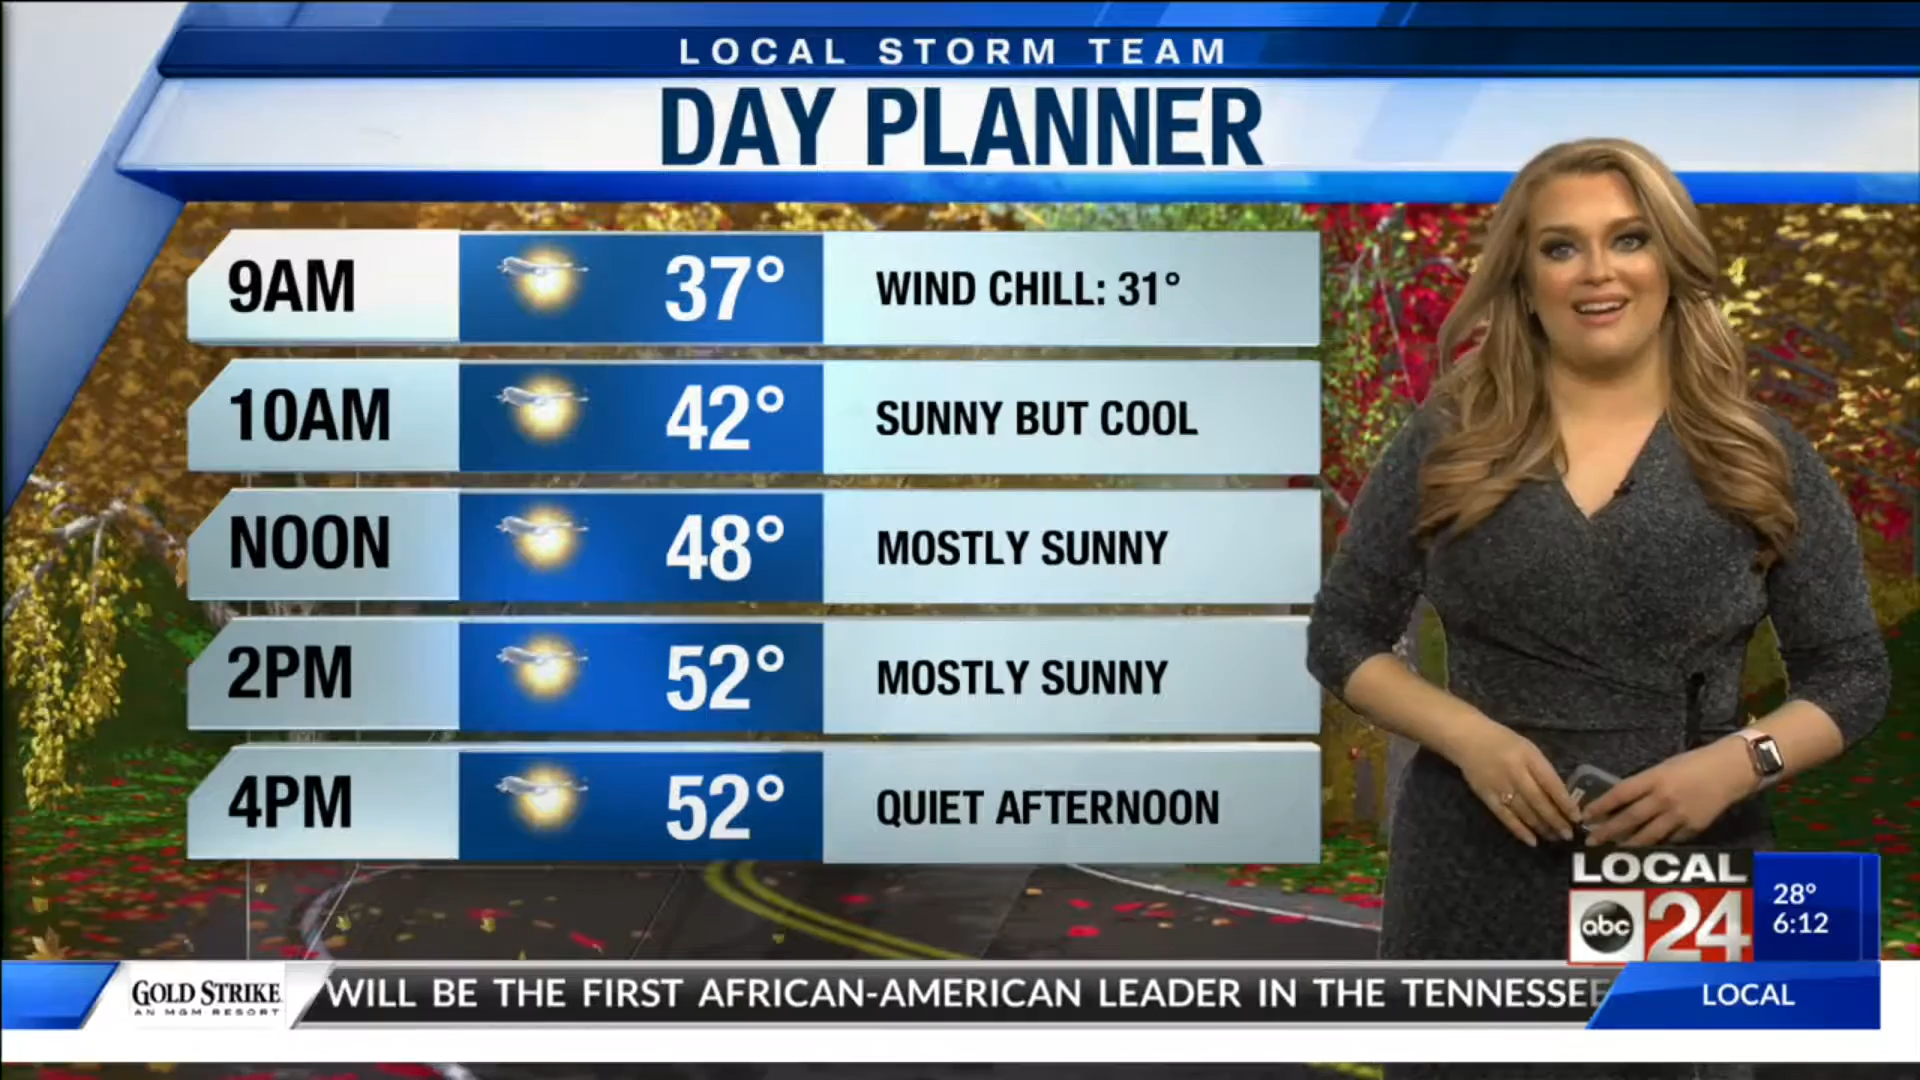 LOCAL STORM TEAM
DAY PLANNER
9AM 37° WIND CHILL: 31°
10AM 42° SUNNY BUT COOL
NOON 48° MOSTLY SUNNY
2PM 52° MOSTLY SUNNY
4PM 52° QUIET AFTERNOON
LOCAL
abc 24
28°
6:12
GOLD STRIKE
AN MGM RESORT
WILL BE THE FIRST AFRICAN-AMERICAN LEADER IN THE TENNESSEE
LOCAL